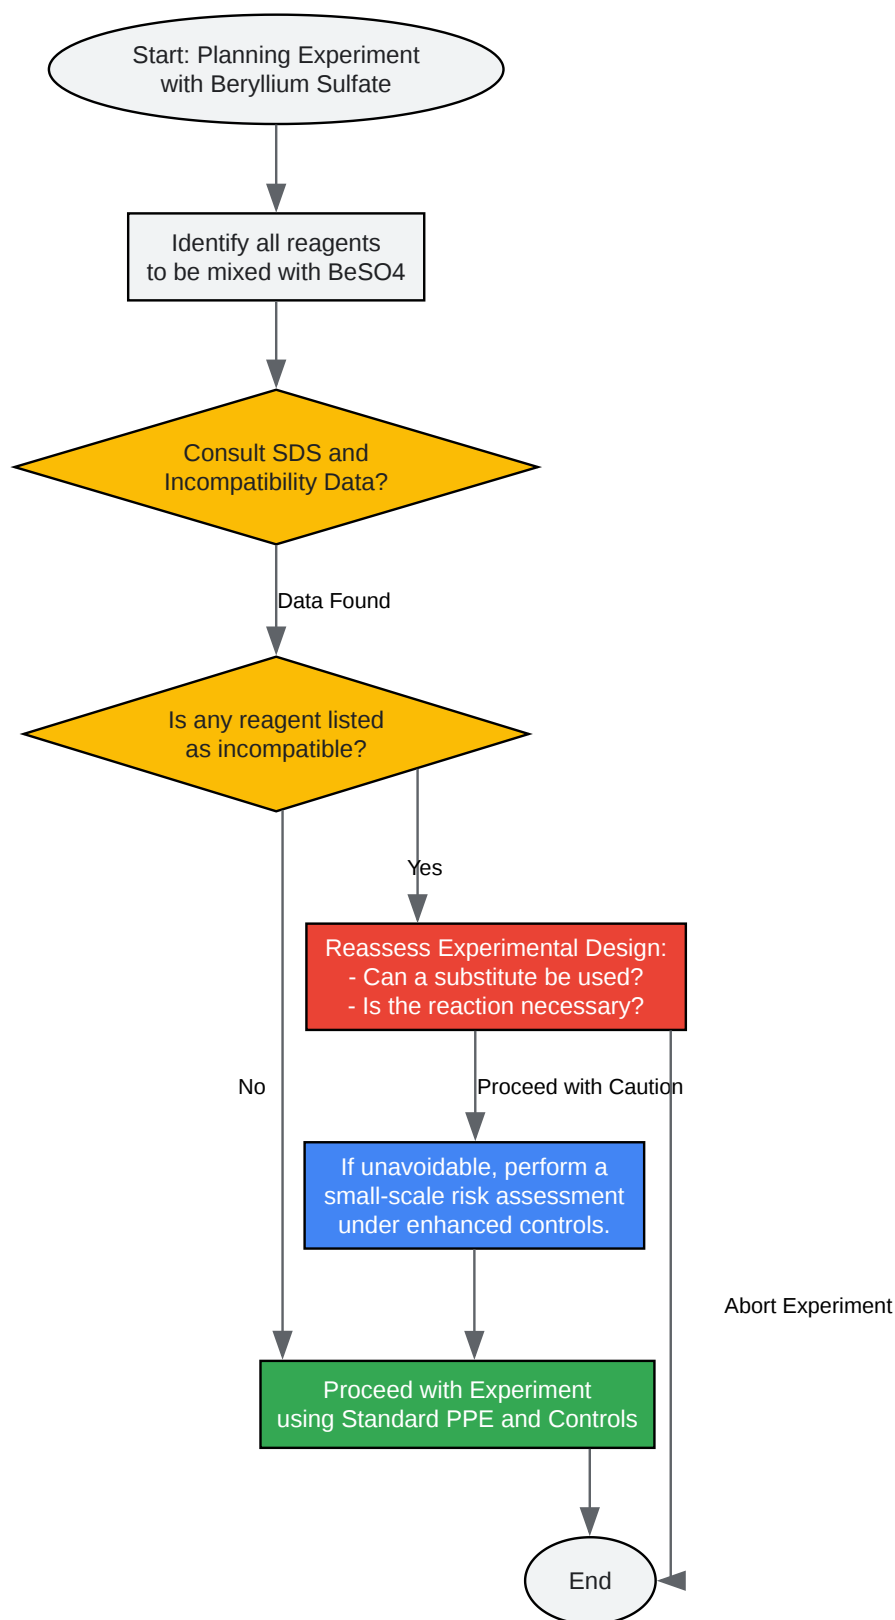 Start: Planning Experiment
with Beryllium Sulfate
Identify all reagents
to be mixed with BeSO4
Consult SDS and
Incompatibility Data?
Data Found
Is any reagent listed
as incompatible?
Yes
Reassess Experimental Design:
- Can a substitute be used?
- Is the reaction necessary?
No
Proceed with Caution
If unavoidable, perform a
small-scale risk assessment
under enhanced controls.
Abort Experiment
Proceed with Experiment
using Standard PPE and Controls
End